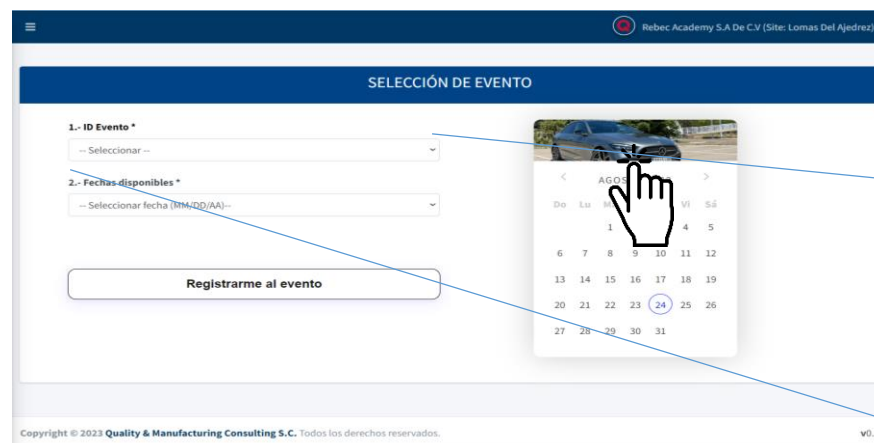 Rebec Academy S.A De C.V (Site: Lomas Del Ajedrez)
SELECCIÓN DE EVENTO
1.- ID Evento *
-- Seleccionar --
2.- Fechas disponibles *
-- Seleccionar fecha (MM/DD/AA)--
Registrarme al evento
Do Lu Vi Sá
1 4 5
6 7 8 9 10 11 12
13 14 15 16 17 18 19
20 21 22 23 24 25 26
27 28 29 30 31
Copyright © 2023 Quality & Manufacturing Consulting S.C. Todos los derechos reservados.
v0.